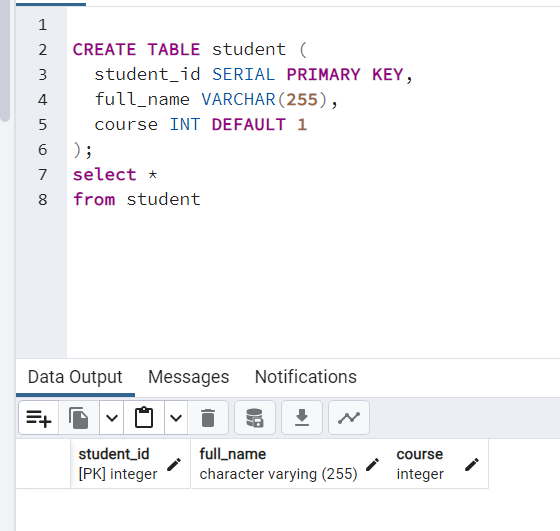 1
2 CREATE TABLE student (
3 student_id SERIAL PRIMARY KEY,
4 full_name VARCHAR(255),
5 course INT DEFAULT 1
6 );
7 select *
8 from student
Data Output Messages Notifications
student_id full_name course
[PK] integer character varying (255) integer